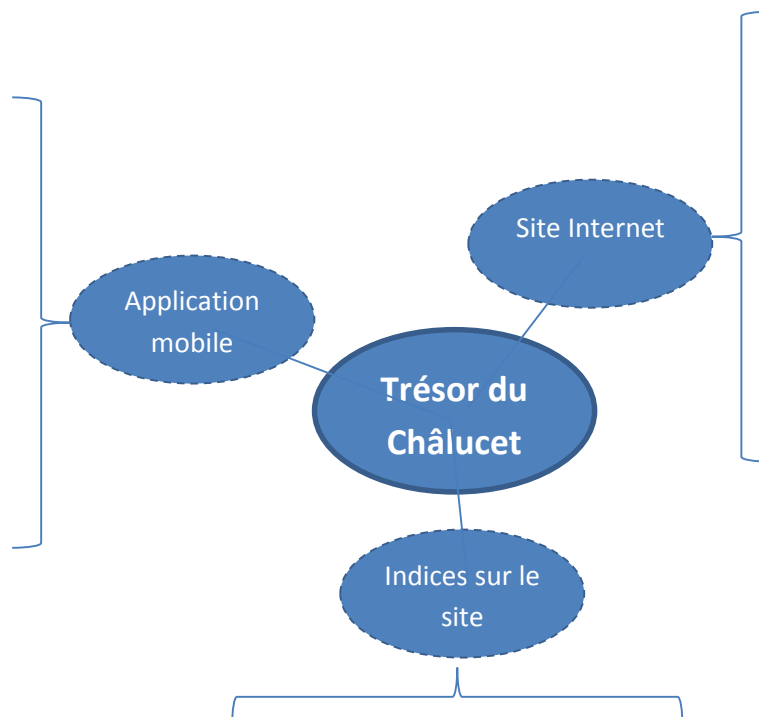 Site Internet
Application
mobile
Trésor du
Châlucet
Indices sur le
site